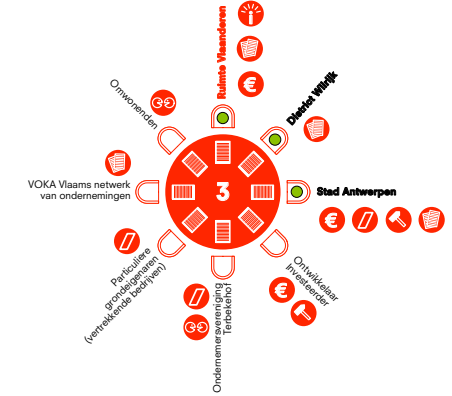 Ruimte Vlaanderen
District Wilrijk
Stad Antwerpen
Ontwikkelaar
Investeerder
Ondernemersvereniging
Terbekehof
Particuliere
grondeigenaren
(vertrekkende bedrijven)
VOKA Vlaams netwerk
van ondernemingen
Omwonenden
3
€
€
€